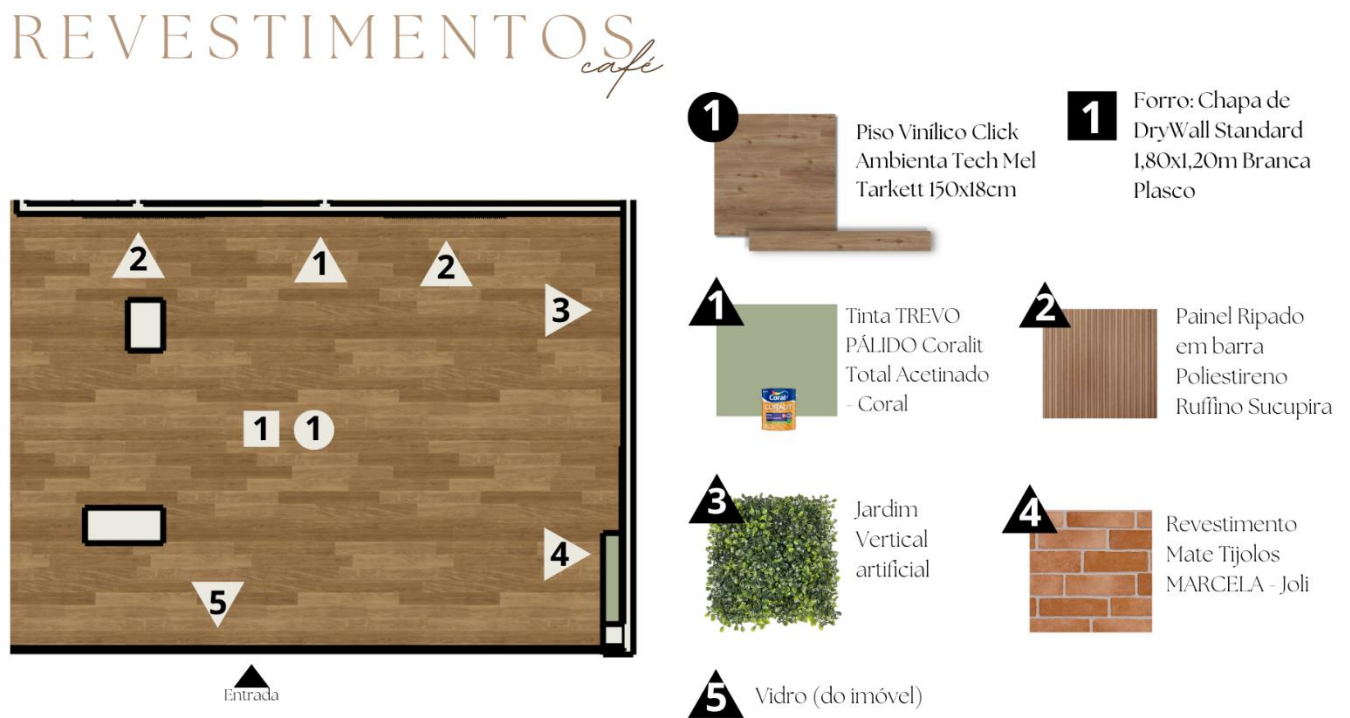 REVESTIMENTOS
café
1
Piso Vinílico Click
Ambienta Tech Mel
Tarkett 150x18cm
1
Forro: Chapa de
DryWall Standard
1,80x1,20m Branca
Plasco
2
1
2
3
1
1
4
5
Entrada
1
Tinta TREVO
PÁLIDO Coralit
Total Acetinado
- Coral
Coral
CORALIT
2
Painel Ripado
em barra
Poliestireno
Ruffino Sucupira
3
Jardim
Vertical
artificial
4
Revestimento
Mate Tijolos
MARCELA - Joli
5
Vidro (do imóvel)